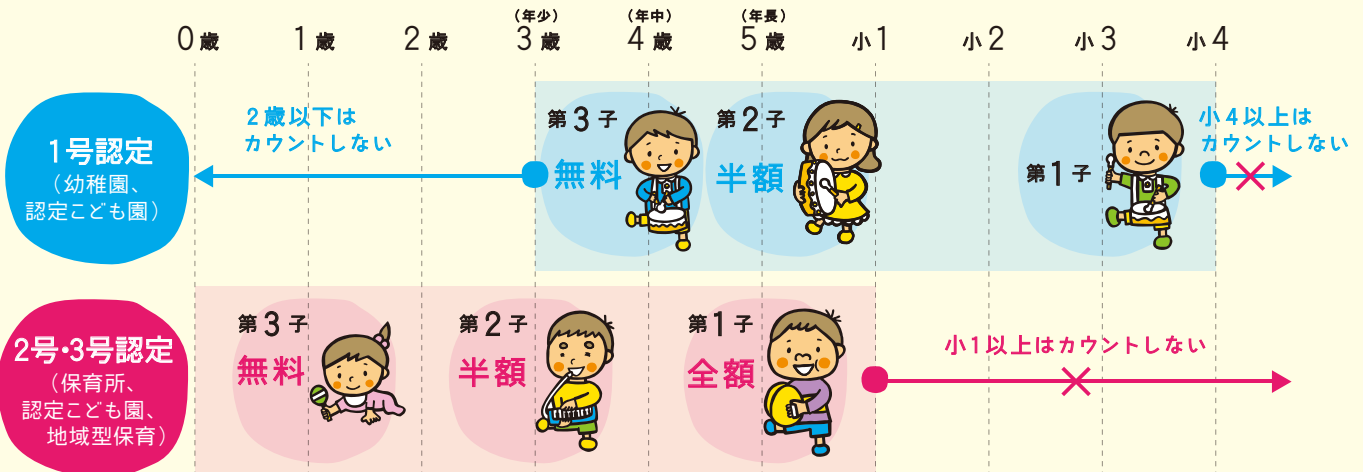 （年少）
（年中）
（年長）
0歳
1歳
2歳
3歳
4歳
5歳
小1
小2
小3
小4
1号認定
（幼稚園、
認定こども園）
2歳以下は
カウントしない
第3子
無料
第2子
半額
第1子
小4以上は
カウントしない
2号・3号認定
（保育所、
認定こども園、
地域型保育）
第3子
無料
第2子
半額
第1子
全額
小1以上はカウントしない